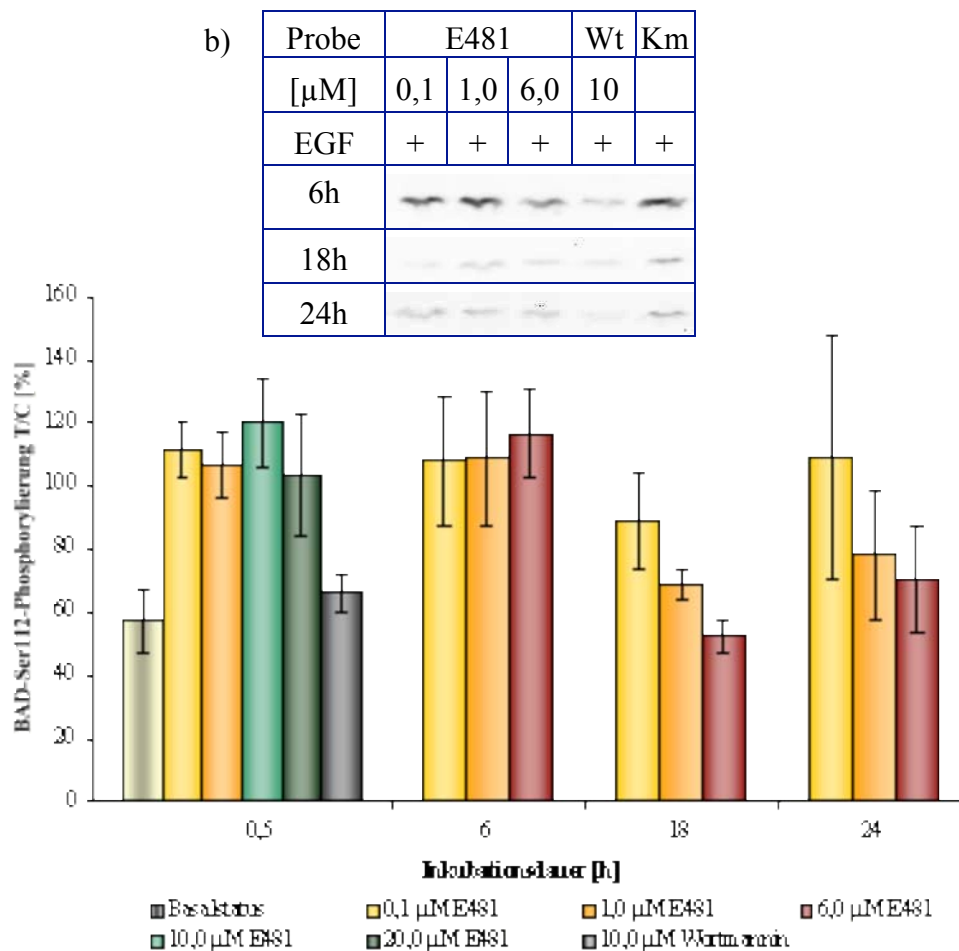 b)
Probe E481 Wt Km
[µM] 0,1 1,0 6,0 10
EGF + + + + +
6h
18h
24h
BAD-Ser112-Phosphorylierung T/C [%]
160
140
120
100
80
60
40
20
0
0,5 6 18 24
Inkubationsdauer [h]
Basalstatus 0,1 µM E481 1,0 µM E481 6,0 µM E481
10,0 µM E481 20,0 µM E481 10,0 µM Wortmannin